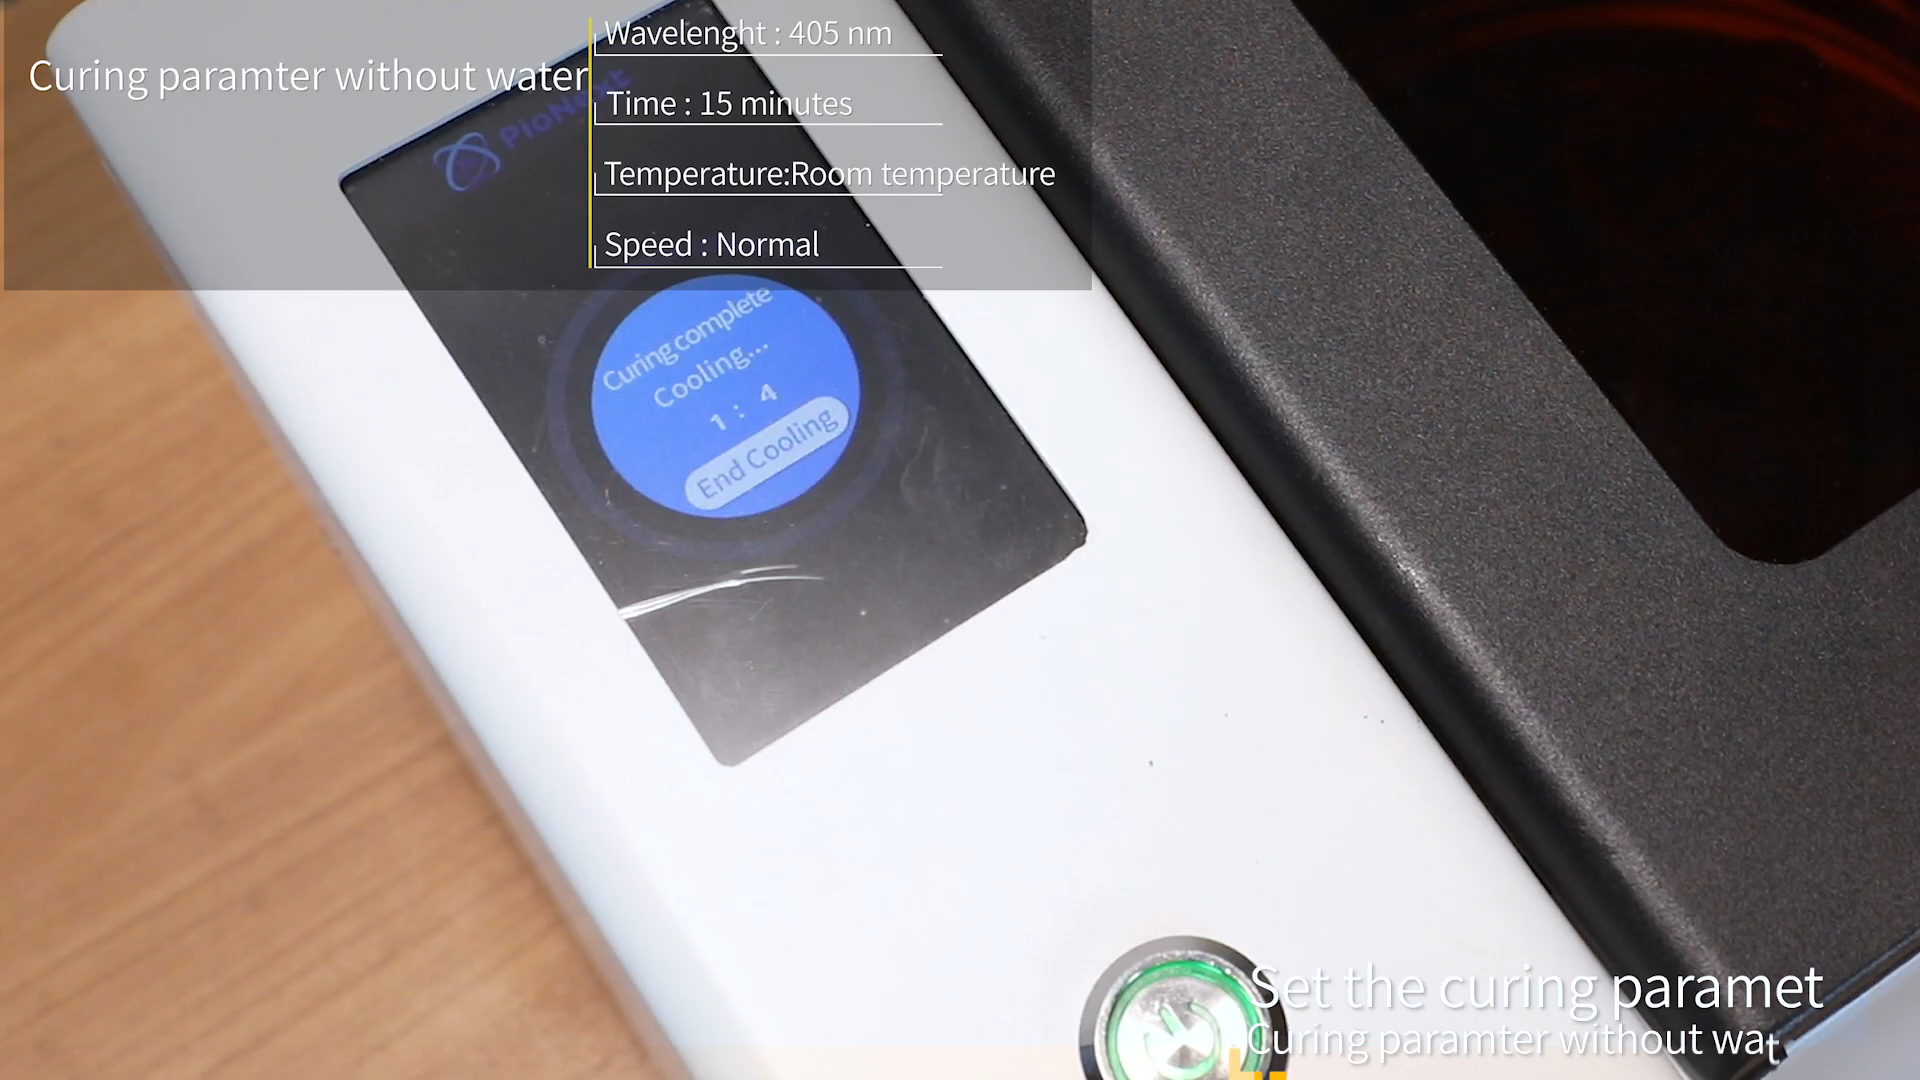 Curing paramter without water
Wavelenght : 405 nm
Time : 15 minutes
Temperature:Room temperature
Speed : Normal
PioNext
Curing complete
Cooling...
1 : 4
End Cooling
Set the curing paramet
Curing paramter without wat